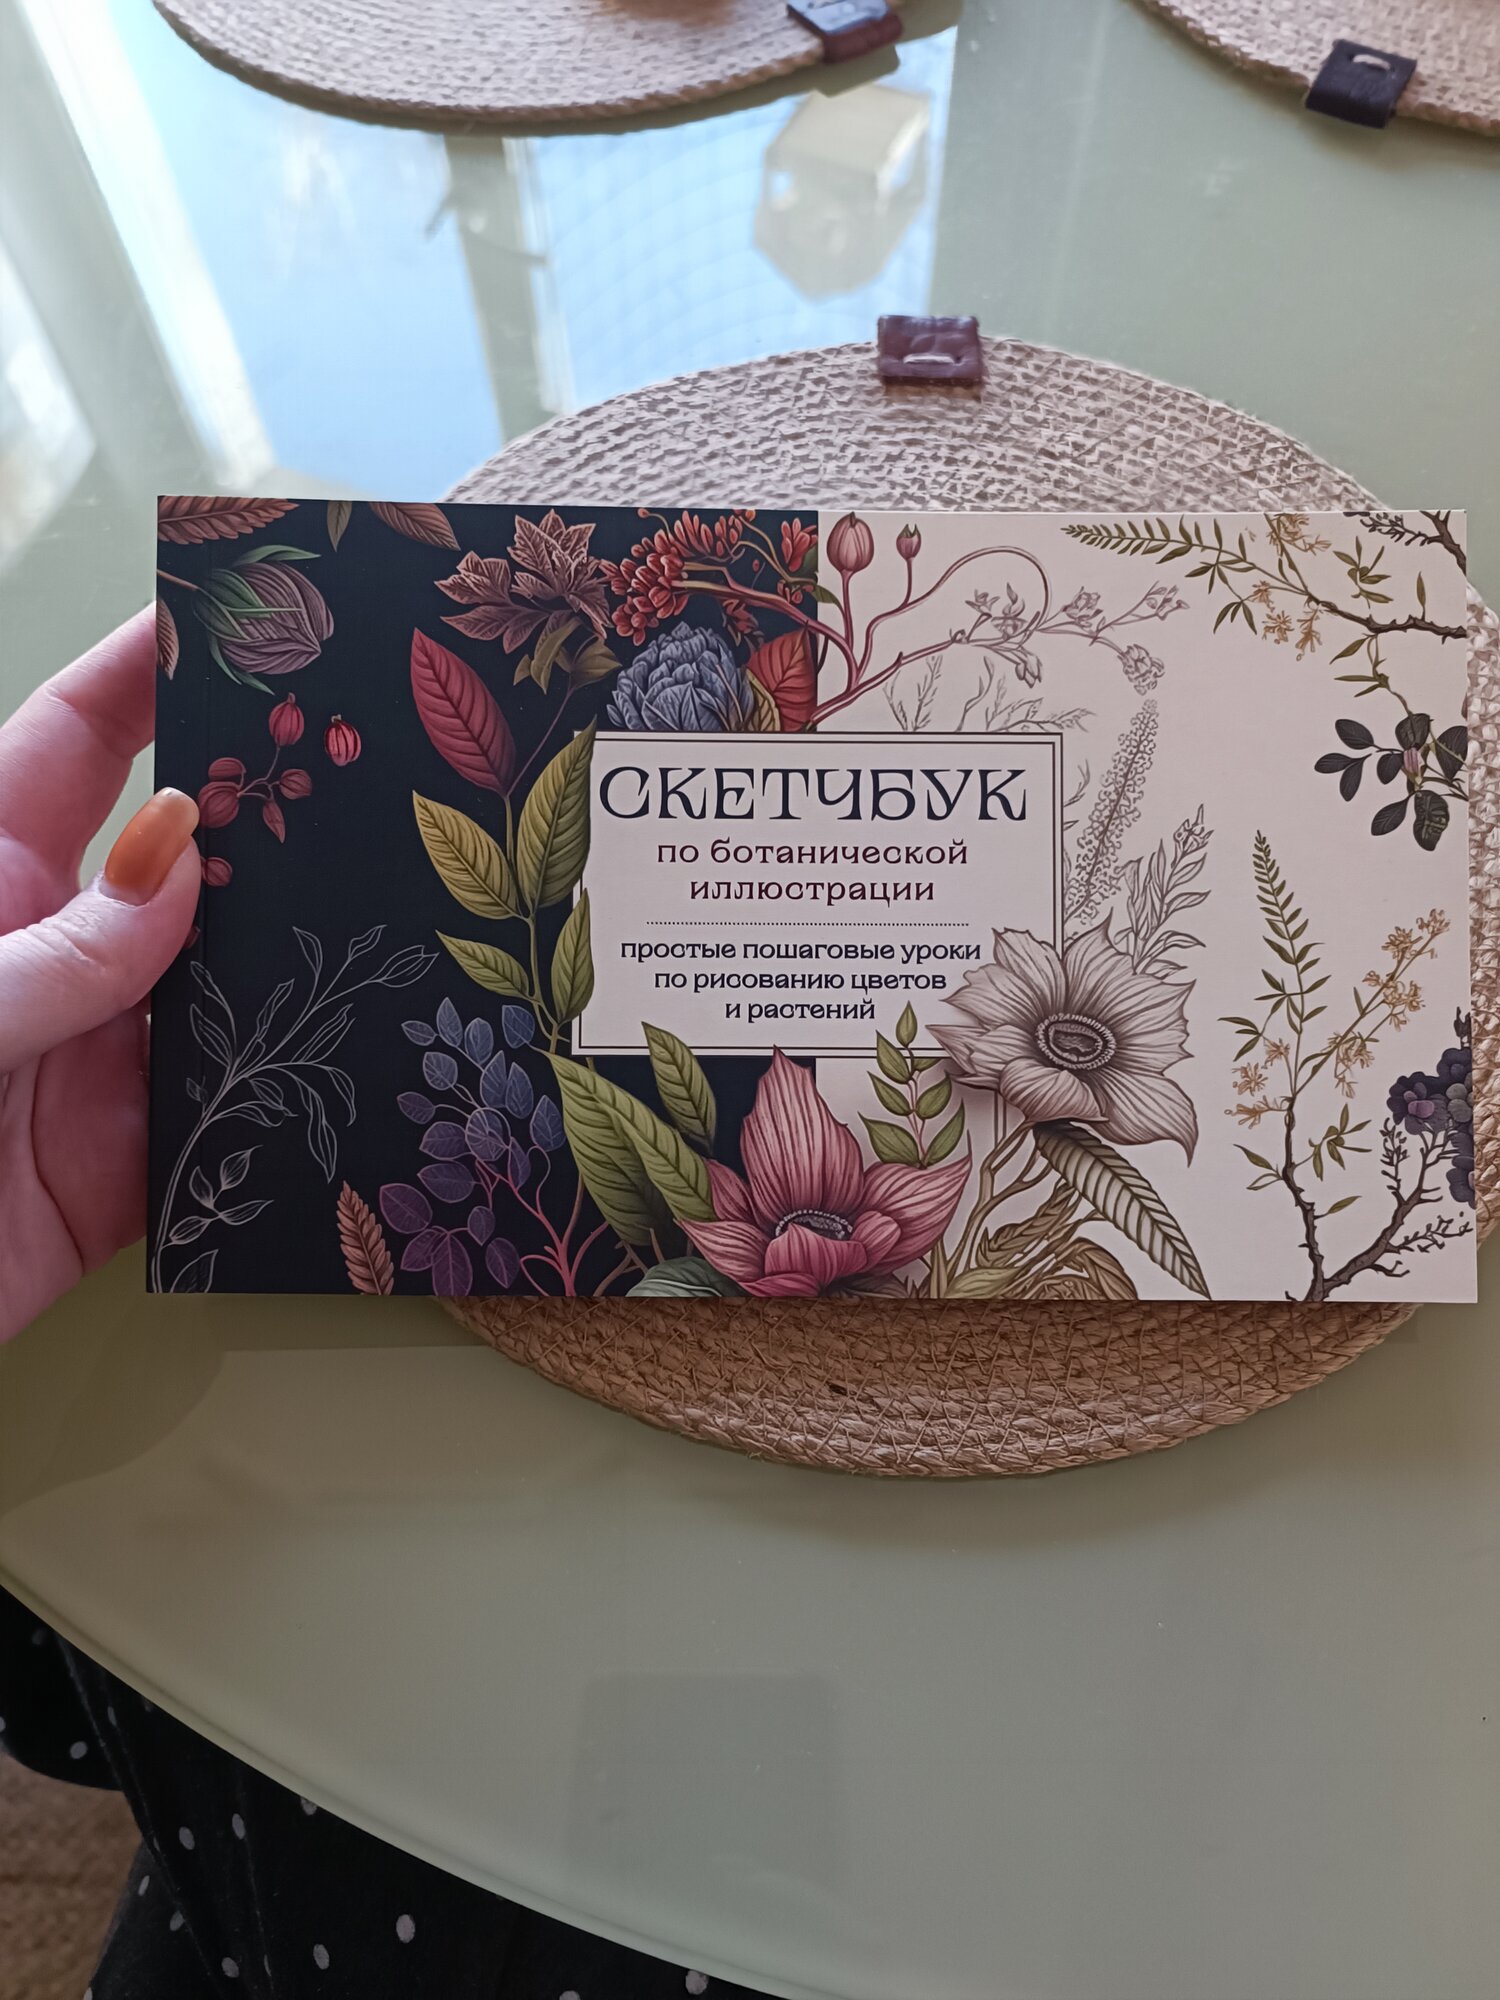 СКЕТЧБУК
по ботанической
иллюстрации
простые пошаговые уроки
по рисованию цветов
и растений